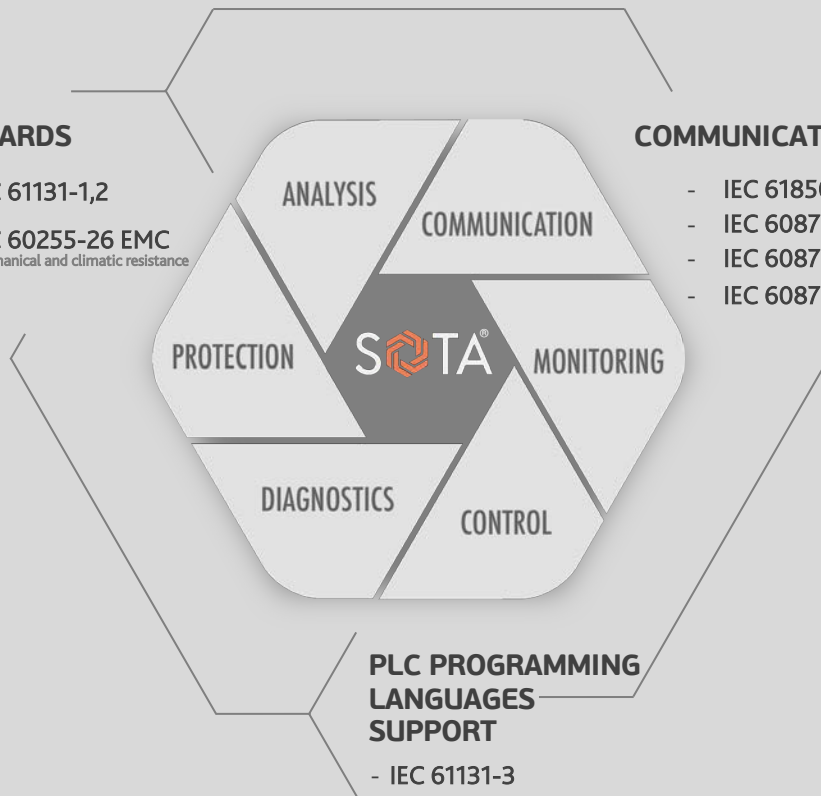 ARDS
61131-1,2
60255-26 EMC
hanical and climatic resistance
ANALYSIS
COMMUNICATION
PROTECTION
SOTA®
MONITORING
DIAGNOSTICS
CONTROL
COMMUNICAT
- IEC 6185
- IEC 6087
- IEC 6087
- IEC 6087
PLC PROGRAMMING
LANGUAGES
SUPPORT
- IEC 61131-3